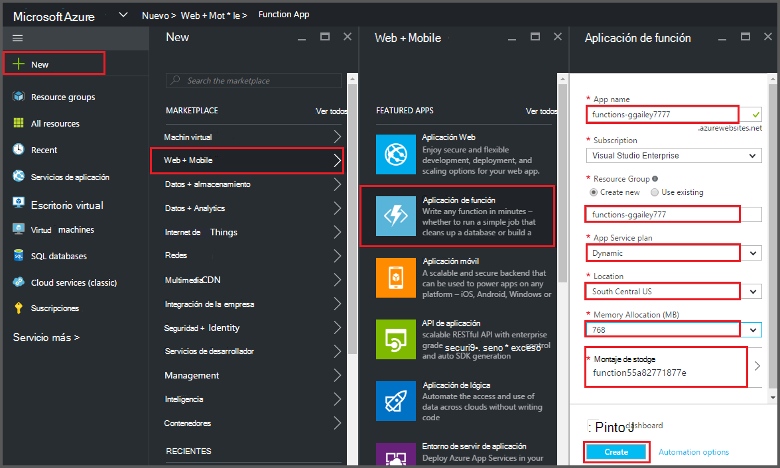 Microsoft Azure
Nuevo > Web + Mot * le > Function App
New
Resource groups
All resources
Recent
Servicios de aplicación
Escritorio virtual
Virtud machines
SQL databases
Cloud services (classic)
Suscripciones
Servicio más >
New
Search the marketplace
MARKETPLACE Ver todos
Machin virtual
Web + Mobile
Datos + almacenamiento
Datos + Analytics
Internet de Things
Redes
Multimedia CDN
Integración de la empresa
Seguridad + Identity
Servicios de desarrollador
Management
Inteligencia
Contenedores
RECIENTES
Web + Mobile
FEATURED APPS Ver todos
Aplicación Web
Enjoy secure and flexible
development, deployment, and
scaling options for your web app.
Aplicación de función
Write any function in minutes –
whether to run a simple job that
cleans up a database or build a
Aplicación móvil
A scalable and secure backend that
can be used to power apps on any
platform – iOS, Android, Windows or
API de aplicación
scalable RESTful API with enterprise
grade securi9•. seno * exceso control
and auto SDK generation
Aplicación de lógica
Automate the access and use of
data across clouds without writing
code
Entorno de servir de aplicación
Deploy Azure App Services in your
Aplicación de función
* App name
functions-ggailey7777
.azurewebsites.net
* Subscription
Visual Studio Enterprise
* Resource Group
Create new Use existing
functions-ggailey777
* App Service plan
Dynamic
* Location
South Central US
* Memory Allocation (MB)
768
* Montaje de stodge
function55a82771877e
: Pinto J dashboard
Create Automation options